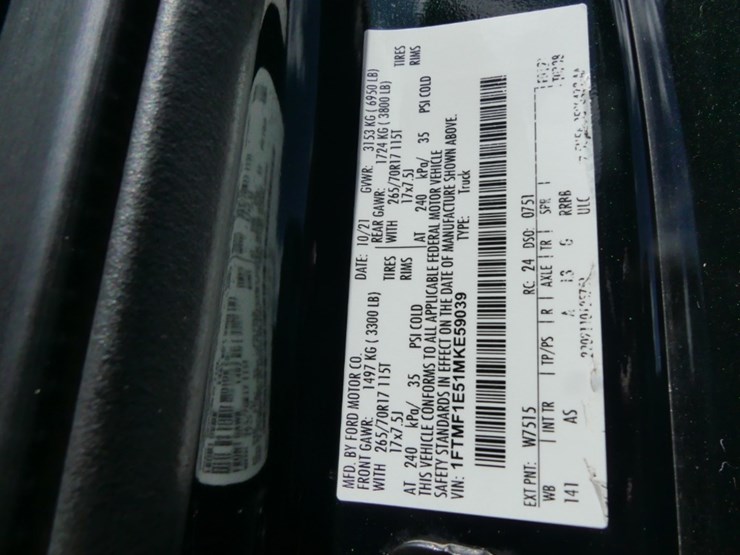 MFD. BY FORD MOTOR CO.
DATE: 10/21 GVWR: 3153 KG ( 6950 LB)
FRONT GAWR: 1497 KG ( 3300 LB)
REAR GAWR: 1724 KG ( 3800 LB)
WITH 265/70R17 115T TIRES
WITH 265/70R17 115T TIRES
17x7.5J RIMS
17x7.5J RIMS
AT 240 kPa/ 35 PSI COLD
AT 240 kPa/ 35 PSI COLD
THIS VEHICLE CONFORMS TO ALL APPLICABLE FEDERAL MOTOR VEHICLE
SAFETY STANDARDS IN EFFECT ON THE DATE OF MANUFACTURE SHOWN ABOVE.
VIN: 1FTMF1E51MKE59039
TYPE: Truck
EXT PNT: W7515 RC: 24 DSO: 0751
WB INT TR TP/PS R AXLE TR SPR
141 AS A 13 G RRRB
ULC